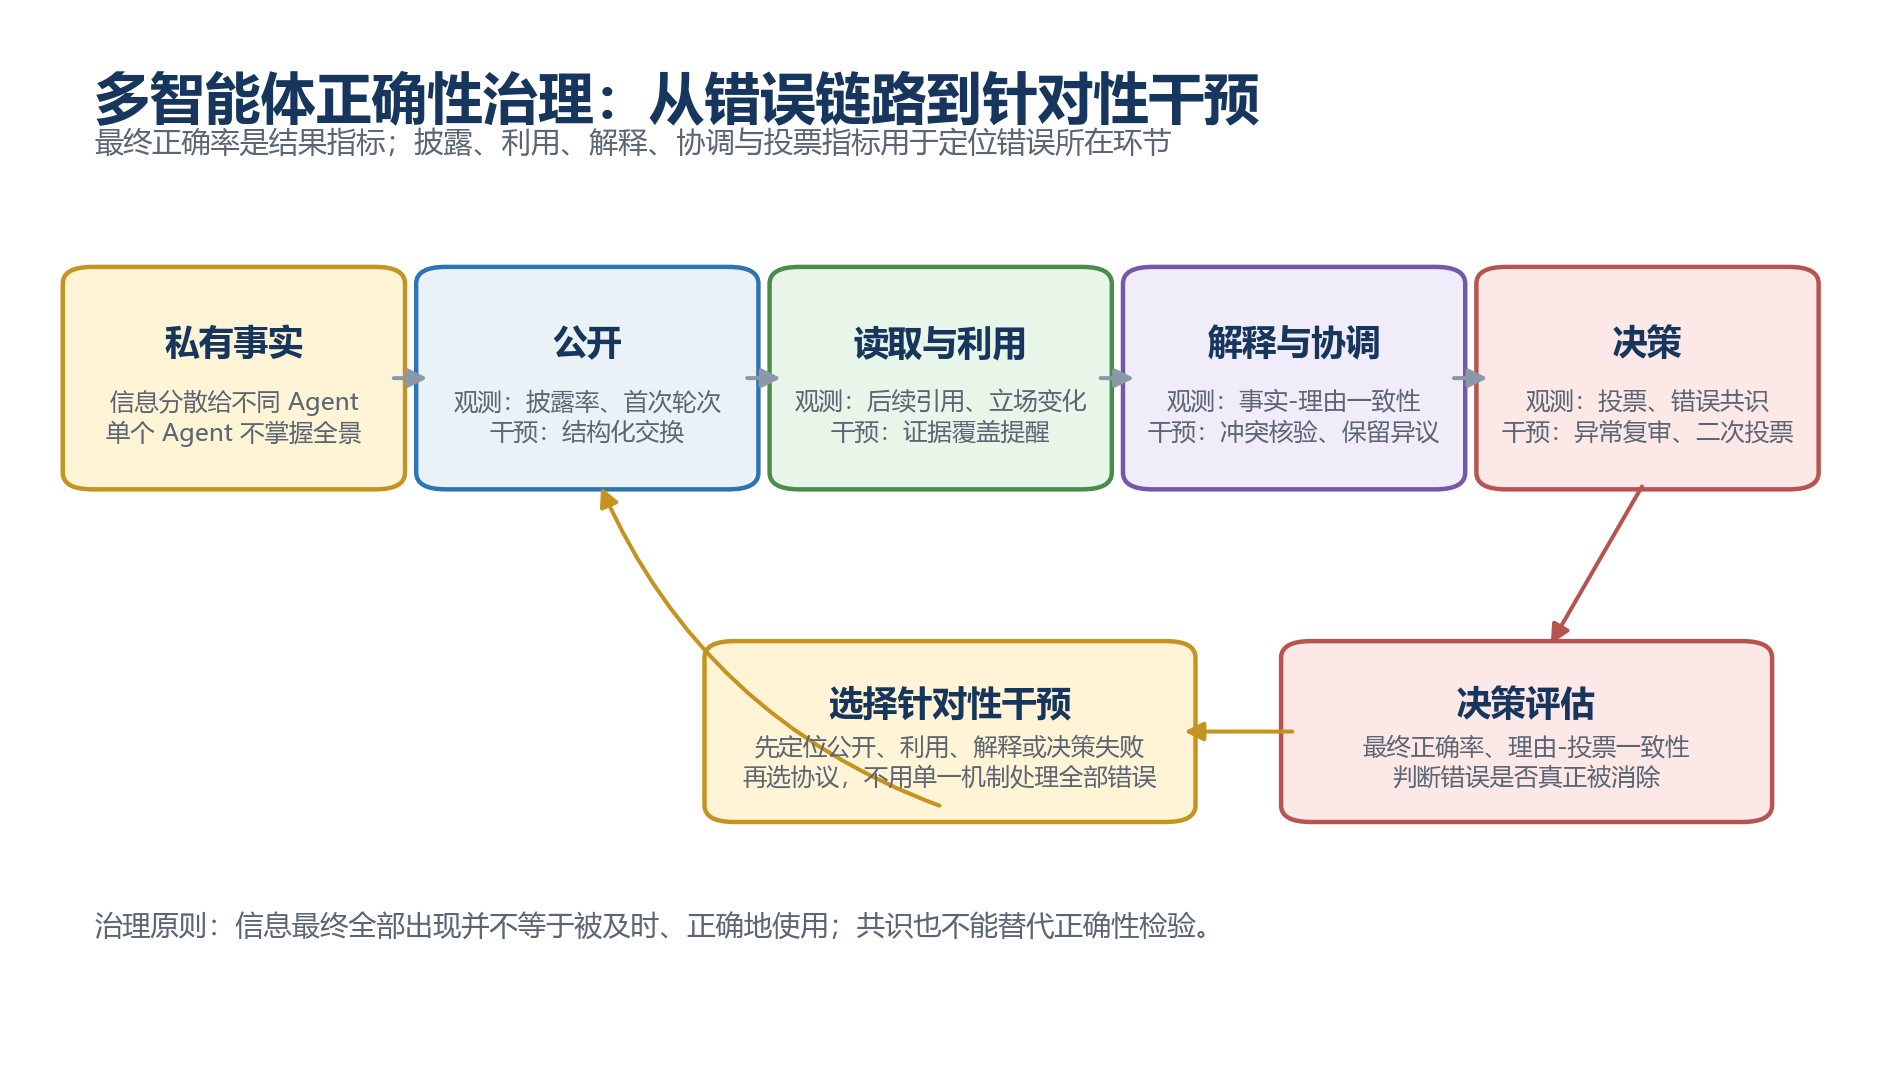 多智能体正确性治理：从错误链路到针对性干预
最终正确率是结果指标；披露、利用、解释、协调与投票指标用于定位错误所在环节
私有事实
信息分散给不同 Agent
单个 Agent 不掌握全景
公开
观测：披露率、首次轮次
干预：结构化交换
读取与利用
观测：后续引用、立场变化
干预：证据覆盖提醒
解释与协调
观测：事实-理由一致性
干预：冲突核验、保留异议
决策
观测：投票、错误共识
干预：异常复审、二次投票
选择针对性干预
先定位公开、利用、解释或决策失败
再选协议，不用单一机制处理全部错误
决策评估
最终正确率、理由-投票一致性
判断错误是否真正被消除
治理原则：信息最终全部出现并不等于被及时、正确地使用；共识也不能替代正确性检验。